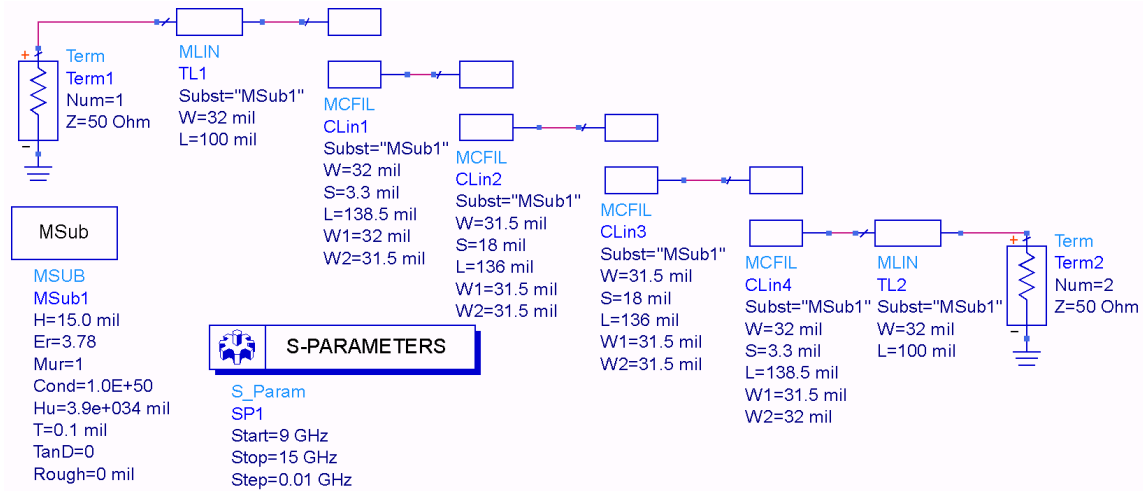 +
Term
Term1
Num=1
Z=50 Ohm
-
MLIN
TL1
Subst="MSub1"
W=32 mil
L=100 mil
MCFIL
CLin1
Subst="MSub1"
W=32 mil
S=3.3 mil
L=138.5 mil
W1=32 mil
W2=31.5 mil
MCFIL
CLin2
Subst="MSub1"
W=31.5 mil
S=18 mil
L=136 mil
W1=31.5 mil
W2=31.5 mil
MCFIL
CLin3
Subst="MSub1"
W=31.5 mil
S=18 mil
L=136 mil
W1=31.5 mil
W2=31.5 mil
MCFIL
CLin4
Subst="MSub1"
W=32 mil
S=3.3 mil
L=138.5 mil
W1=31.5 mil
W2=32 mil
MLIN
TL2
Subst="MSub1"
W=32 mil
L=100 mil
+
Term
Term2
Num=2
Z=50 Ohm
-
MSub
MSUB
MSub1
H=15.0 mil
Er=3.78
Mur=1
Cond=1.0E+50
Hu=3.9e+034 mil
T=0.1 mil
TanD=0
Rough=0 mil
S-PARAMETERS
S_Param
SP1
Start=9 GHz
Stop=15 GHz
Step=0.01 GHz